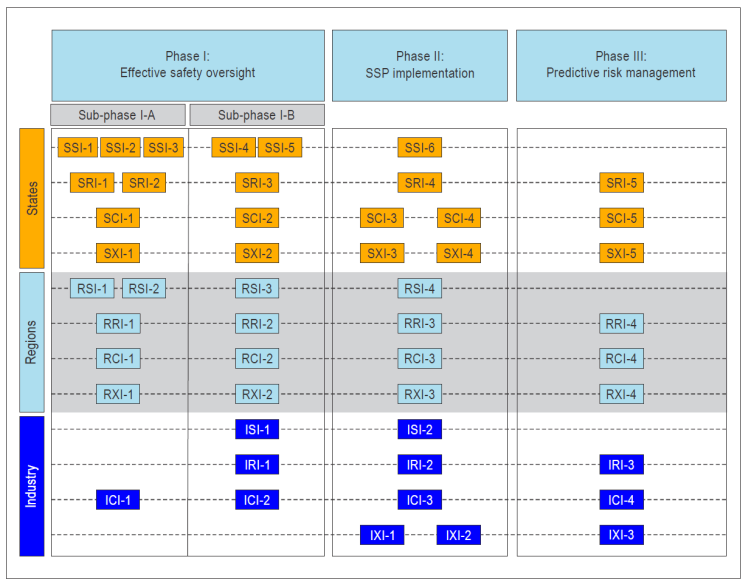 Phase I:
Effective safety oversight
Phase II:
SSP implementation
Phase III:
Predictive risk management
Sub-phase I-A
Sub-phase I-B
States
SSI-1 SSI-2 SSI-3 SSI-4 SSI-5 SSI-6
SRI-1 SRI-2 SRI-3 SRI-4 SRI-5
SCI-1 SCI-2 SCI-3 SCI-4 SCI-5
SXI-1 SXI-2 SXI-3 SXI-4 SXI-5
Regions
RSI-1 RSI-2 RSI-3 RSI-4
RRI-1 RRI-2 RRI-3 RRI-4
RCI-1 RCI-2 RCI-3 RCI-4
RXI-1 RXI-2 RXI-3 RXI-4
Industry
ISI-1 ISI-2
IRI-1 IRI-2 IRI-3
ICI-1 ICI-2 ICI-3 ICI-4
IXI-1 IXI-2 IXI-3